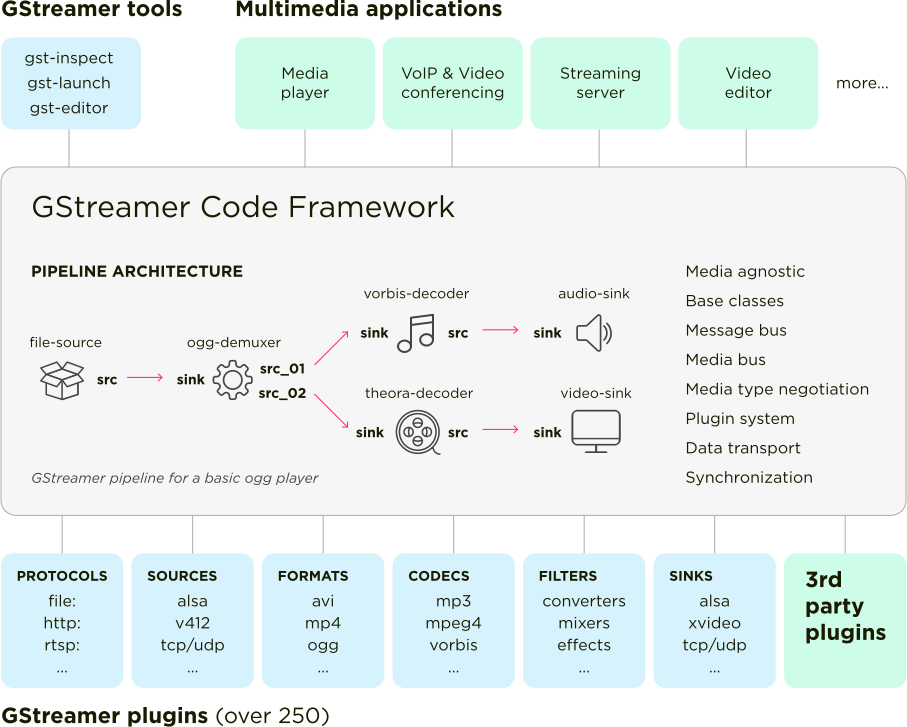 GStreamer tools
Multimedia applications
gst-inspect
gst-launch
gst-editor
Media
player
VoIP & Video
conferencing
Streaming
server
Video
editor
more...
GStreamer Code Framework
PIPELINE ARCHITECTURE
file-source
src
ogg-demuxer
sink
src_01
src_02
vorbis-decoder
sink
src
audio-sink
sink
theora-decoder
sink
src
video-sink
sink
GStreamer pipeline for a basic ogg player
Media agnostic
Base classes
Message bus
Media bus
Media type negotiation
Plugin system
Data transport
Synchronization
PROTOCOLS
file:
http:
rtsp:
...
SOURCES
alsa
v412
tcp/udp
...
FORMATS
avi
mp4
ogg
...
CODECS
mp3
mpeg4
vorbis
...
FILTERS
converters
mixers
effects
...
SINKS
alsa
xvideo
tcp/udp
...
3rd
party
plugins
GStreamer plugins (over 250)